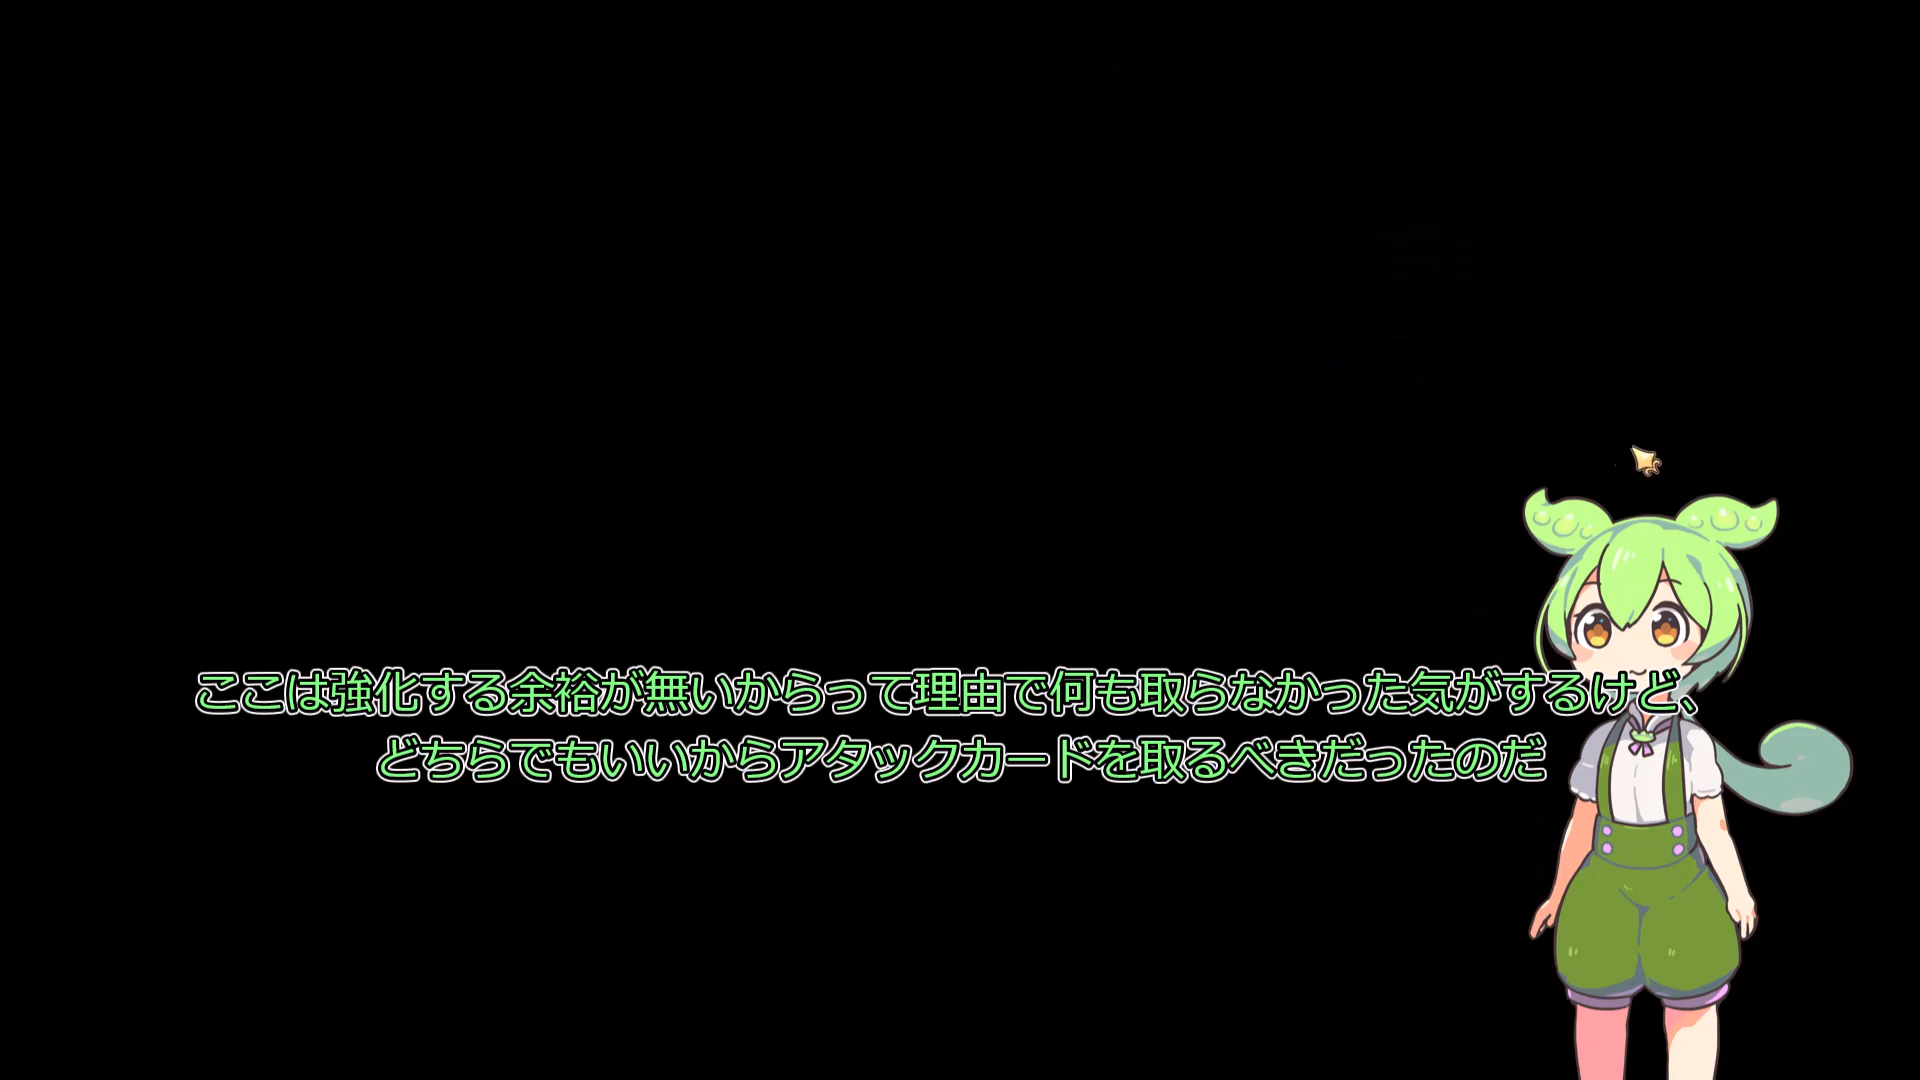 ここは強化する余裕が無いからって理由で何も取らなかった気がするけど、
どちらでもいいからアタックカードを取るべきだったのだ